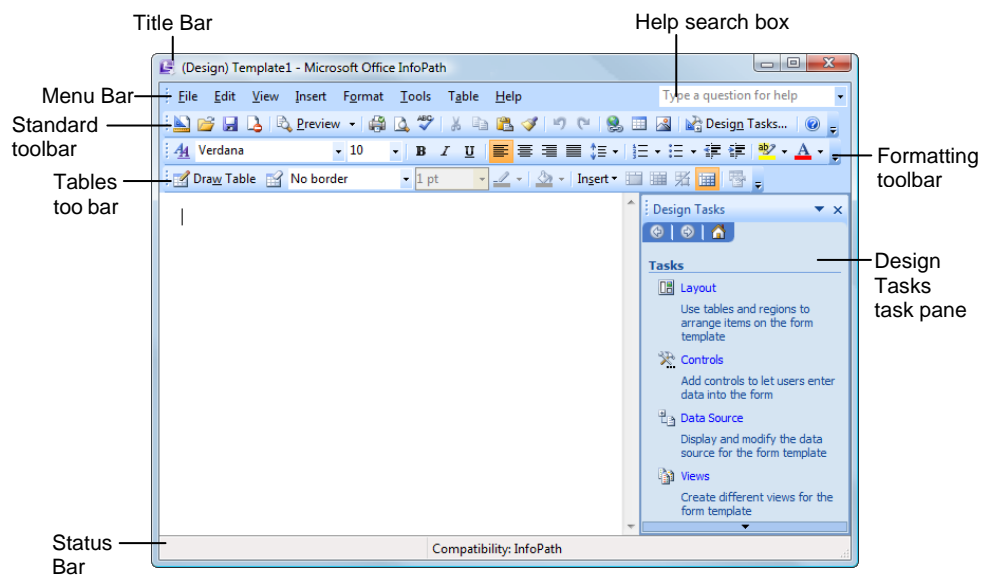 Title Bar
Help search box
(Design) Template1 - Microsoft Office InfoPath
Menu Bar
File Edit View Insert Format Tools Table Help
Type a question for help
Standard
toolbar
Preview
ABC
Design Tasks...
A4 Verdana 10 B I U ab A
Formatting
toolbar
Tables
too bar
Draw Table No border 1 pt Insert
Design Tasks
Tasks
Layout
Use tables and regions to
arrange items on the form
template
Design
Tasks
task pane
Controls
Add controls to let users enter
data into the form
Data Source
Display and modify the data
source for the form template
Views
Create different views for the
form template
Status
Bar
Compatibility: InfoPath